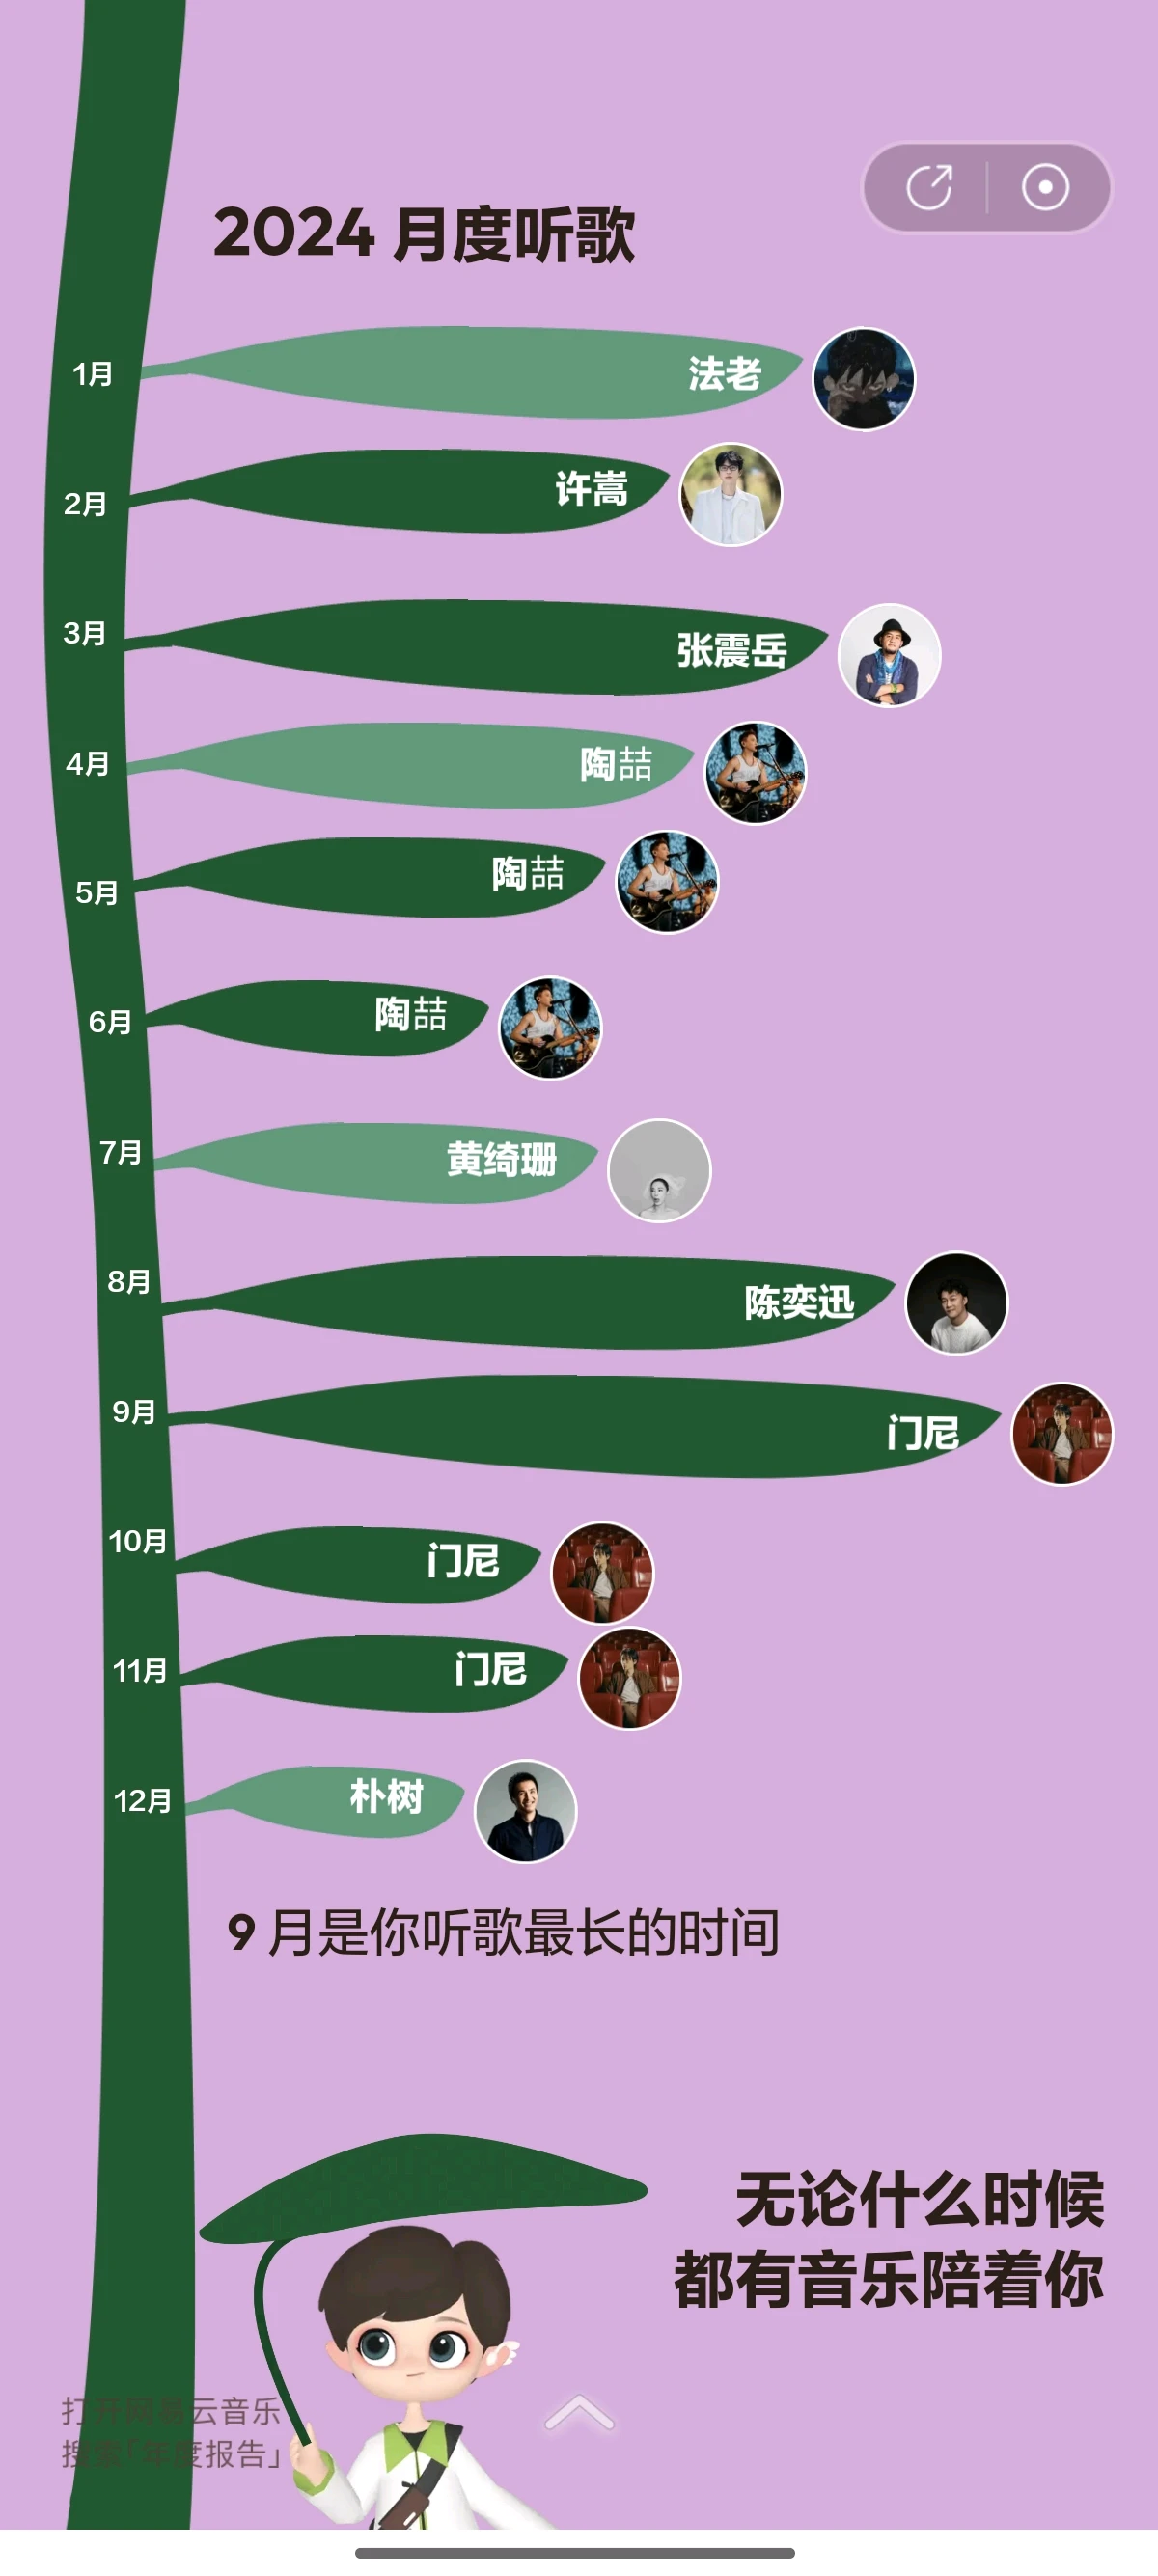 2024 月度听歌
1月 法老
2月 许嵩
3月 张震岳
4月 陶喆
5月 陶喆
6月 陶喆
7月 黄绮珊
8月 陈奕迅
9月 门尼
10月 门尼
11月 门尼
12月 朴树
9 月是你听歌最长的时间
无论什么时候
都有音乐陪着你
打开网易云音乐
搜索「年度报告」